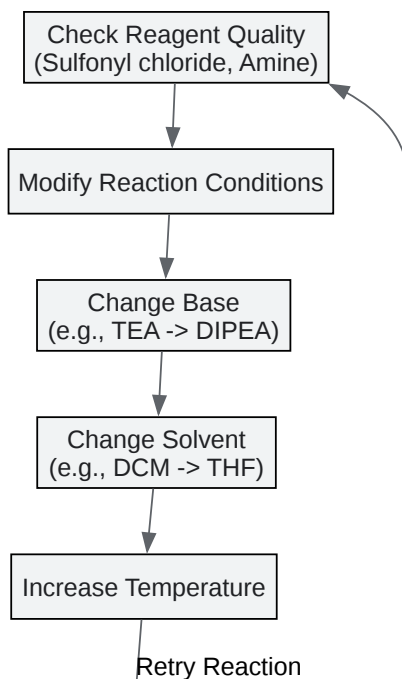 Check Reagent Quality
(Sulfonyl chloride, Amine)
Modify Reaction Conditions
Change Base
(e.g., TEA -> DIPEA)
Change Solvent
(e.g., DCM -> THF)
Increase Temperature
Retry Reaction